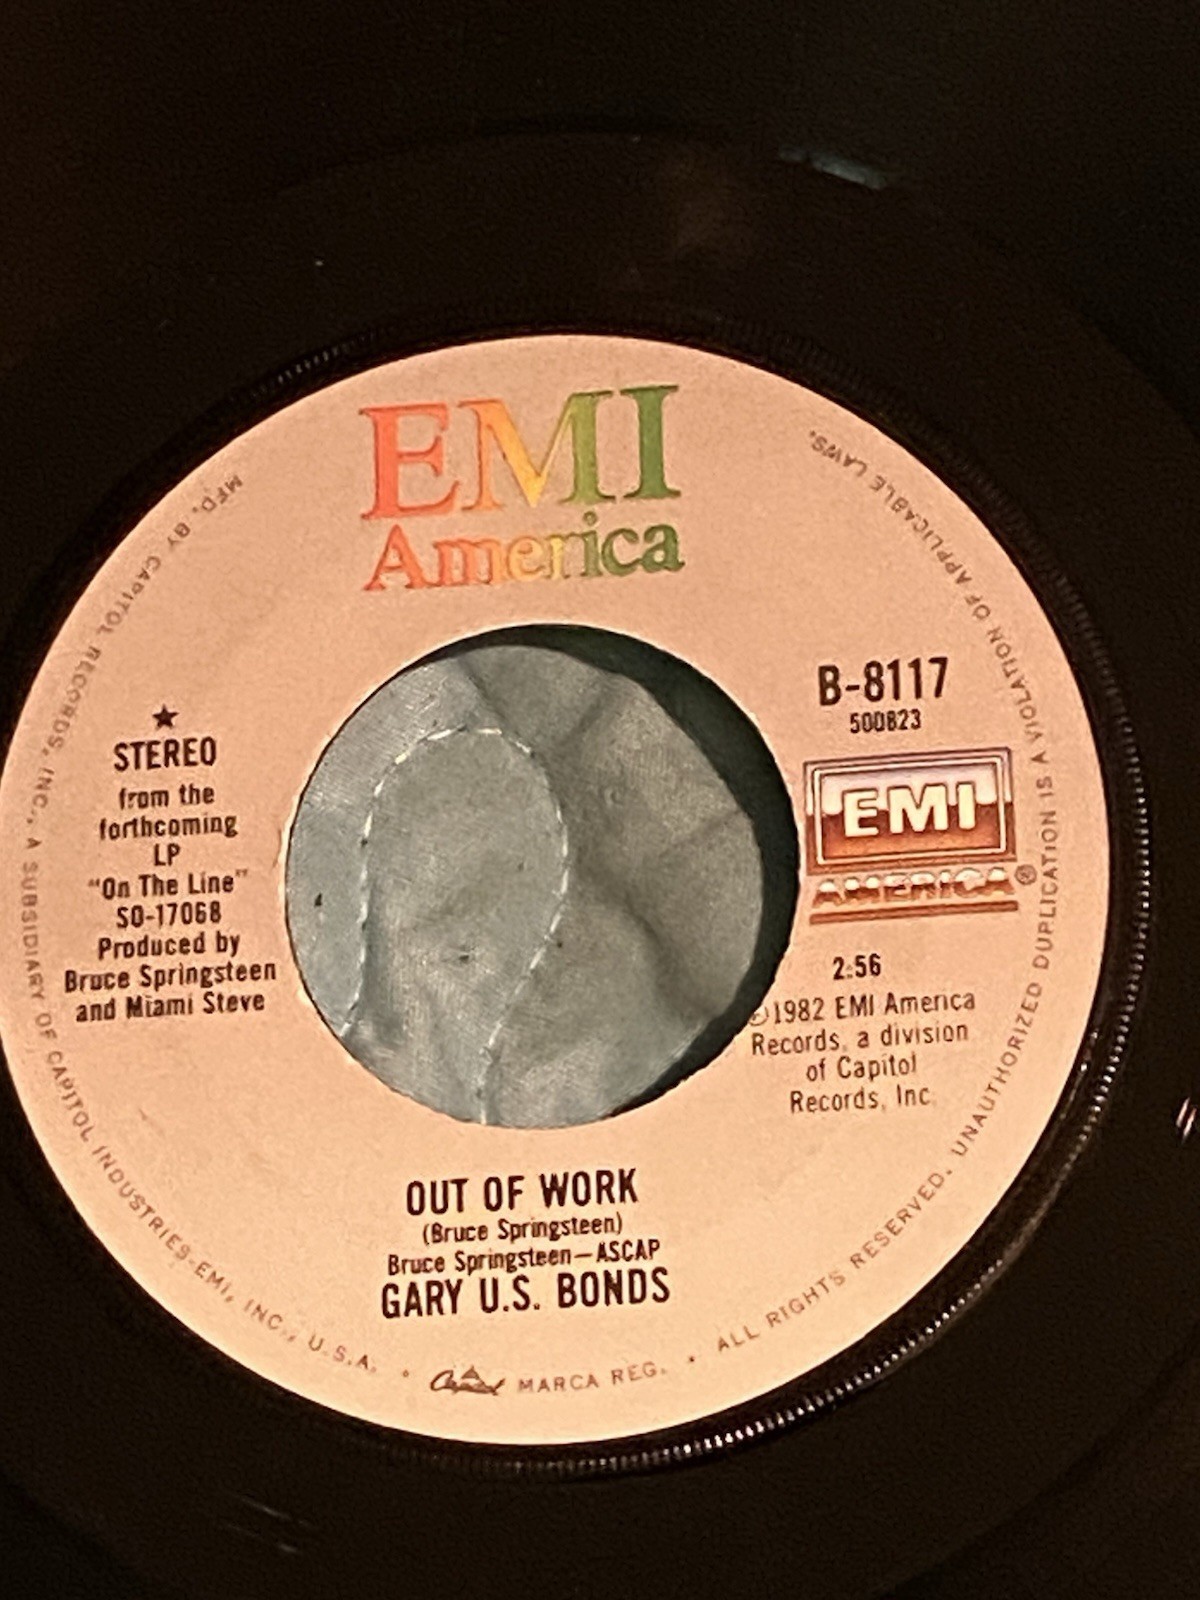 EMI
America
★
STEREO
from the
forthcoming
LP
"On The Line"
SO-17068
Produced by
Bruce Springsteen
and Miami Steve
B-8117
500823
EMI
AMERICA®
2:56
℗1982 EMI America
Records, a division
of Capitol
Records, Inc.
OUT OF WORK
(Bruce Springsteen)
Bruce Springsteen—ASCAP
GARY U.S. BONDS
MFD. BY CAPITOL RECORDS, INC., A SUBSIDIARY OF CAPITOL INDUSTRIES-EMI, INC., U.S.A. • Capitol MARCA REG. • ALL RIGHTS RESERVED. UNAUTHORIZED DUPLICATION IS A VIOLATION OF APPLICABLE LAWS.